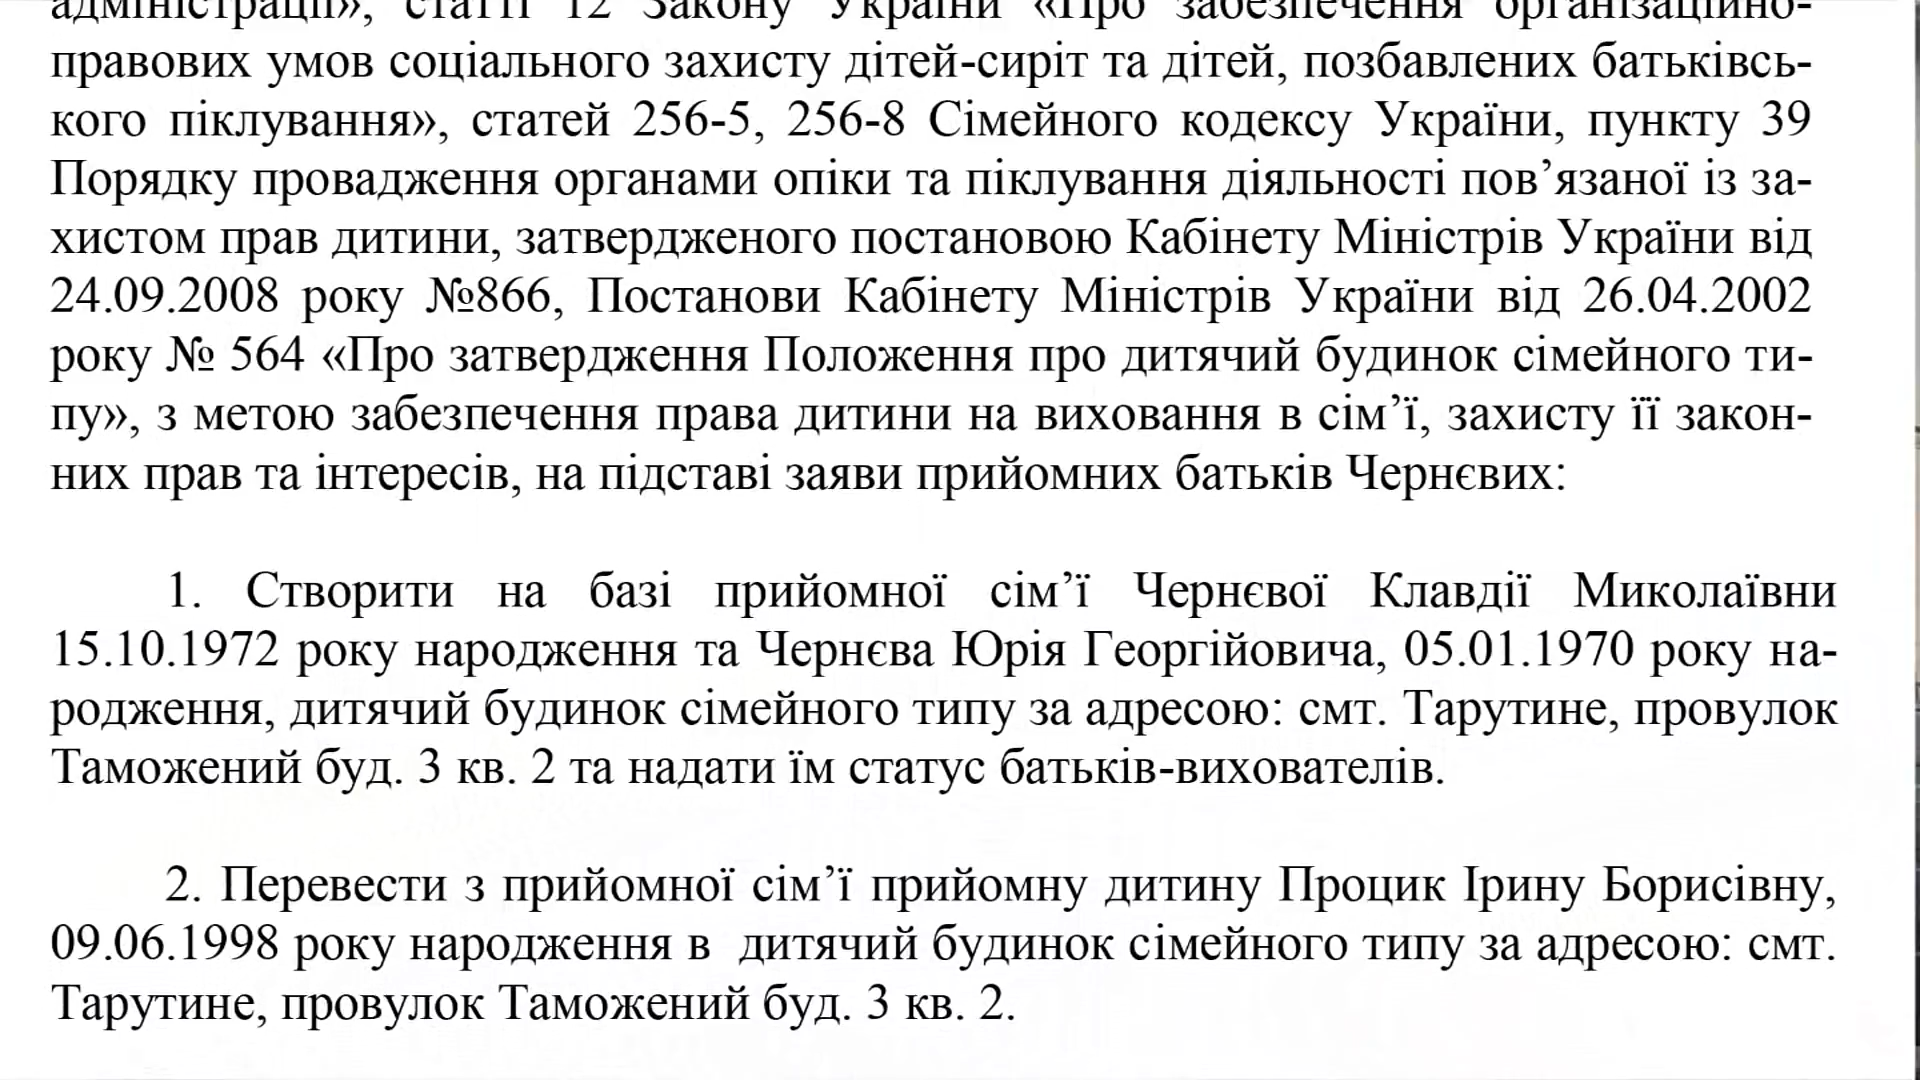 адміністрації», статті 12 Закону України «Про забезпечення організаційно-
правових умов соціального захисту дітей-сиріт та дітей, позбавлених батьківсь-
кого піклування», статей 256-5, 256-8 Сімейного кодексу України, пункту 39
Порядку провадження органами опіки та піклування діяльності пов’язаної із за-
хистом прав дитини, затвердженого постановою Кабінету Міністрів України від
24.09.2008 року №866, Постанови Кабінету Міністрів України від 26.04.2002
року № 564 «Про затвердження Положення про дитячий будинок сімейного ти-
пу», з метою забезпечення права дитини на виховання в сім’ї, захисту її закон-
них прав та інтересів, на підставі заяви прийомних батьків Чернєвих:
1. Створити на базі прийомної сім’ї Чернєвої Клавдії Миколаївни
15.10.1972 року народження та Чернєва Юрія Георгійовича, 05.01.1970 року на-
родження, дитячий будинок сімейного типу за адресою: смт. Тарутине, провулок
Таможений буд. 3 кв. 2 та надати їм статус батьків-вихователів.
2. Перевести з прийомної сім’ї прийомну дитину Процик Ірину Борисівну,
09.06.1998 року народження в дитячий будинок сімейного типу за адресою: смт.
Тарутине, провулок Таможений буд. 3 кв. 2.